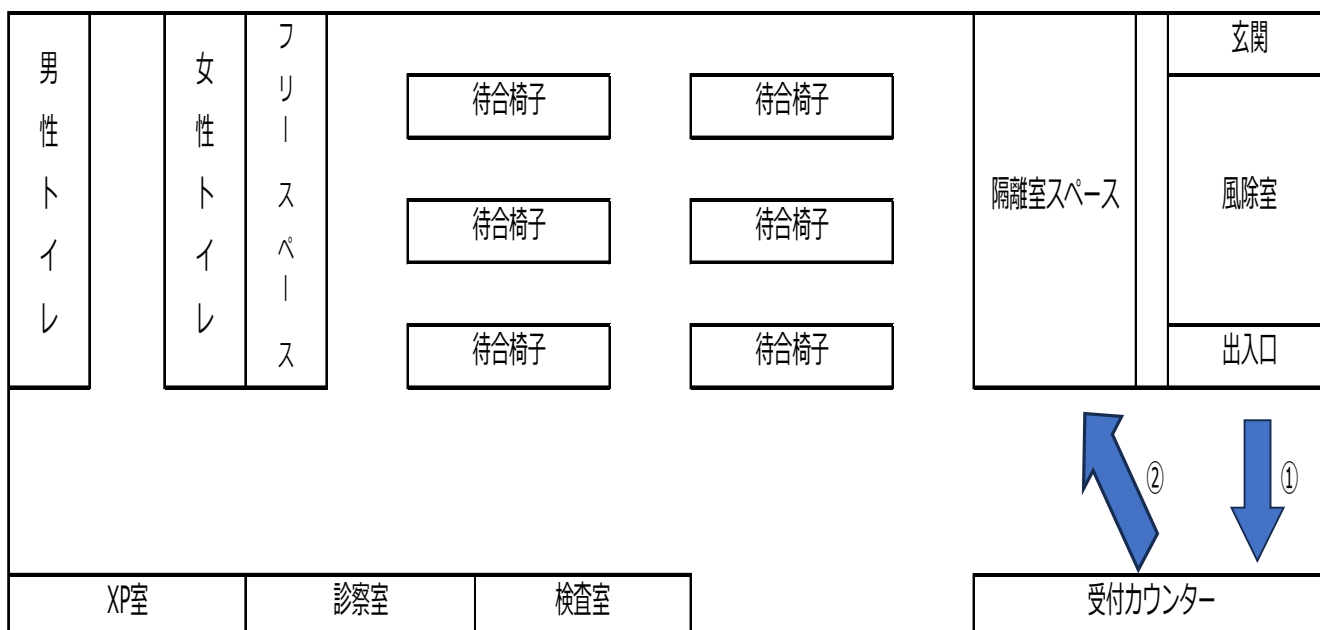 男性トイレ
女性トイレ
フリースペース
玄関
待合椅子
待合椅子
待合椅子
待合椅子
隔離室スペース
風除室
待合椅子
待合椅子
出入口
②
①
XP室
診察室
検査室
受付カウンター